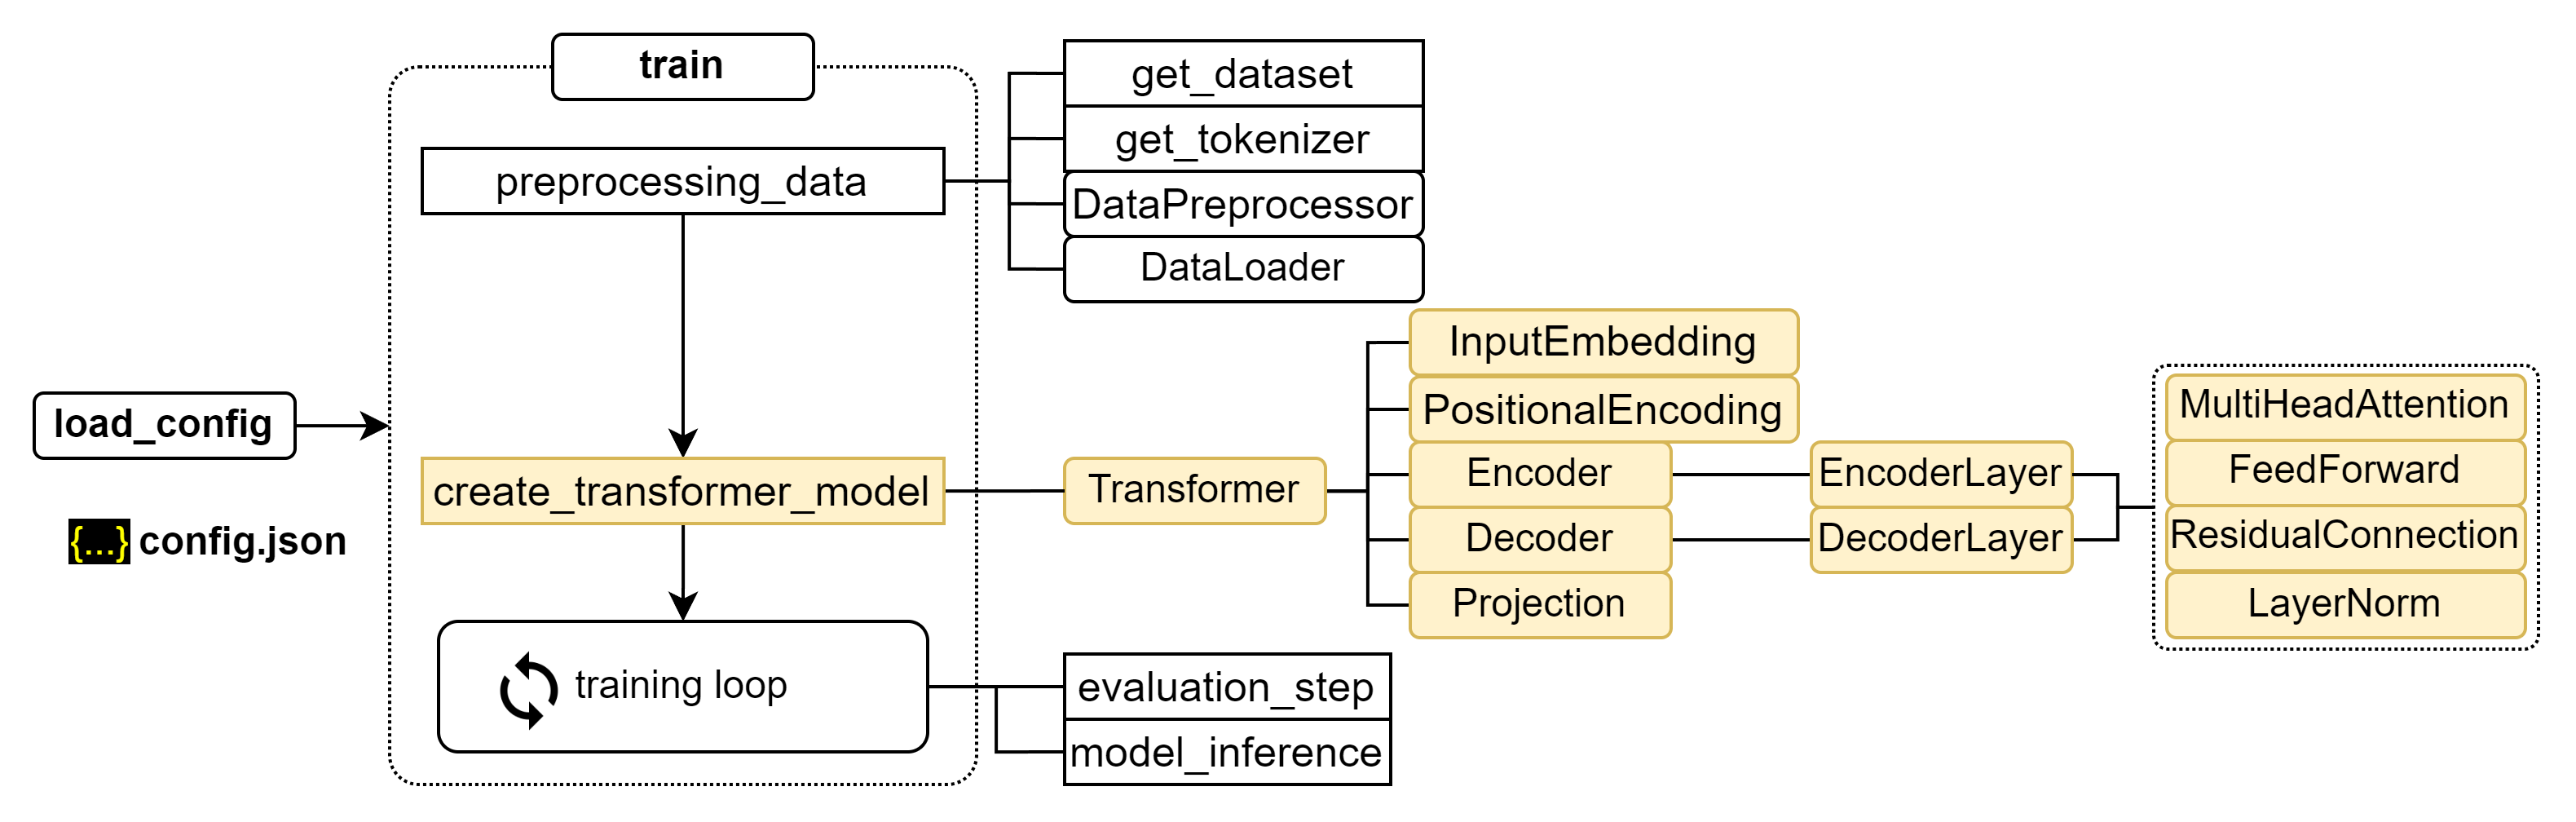 load_config
{...} config.json
train
preprocessing_data
create_transformer_model
training loop
get_dataset
get_tokenizer
DataPreprocessor
DataLoader
Transformer
InputEmbedding
PositionalEncoding
Encoder
Decoder
Projection
EncoderLayer
DecoderLayer
MultiHeadAttention
FeedForward
ResidualConnection
LayerNorm
evaluation_step
model_inference